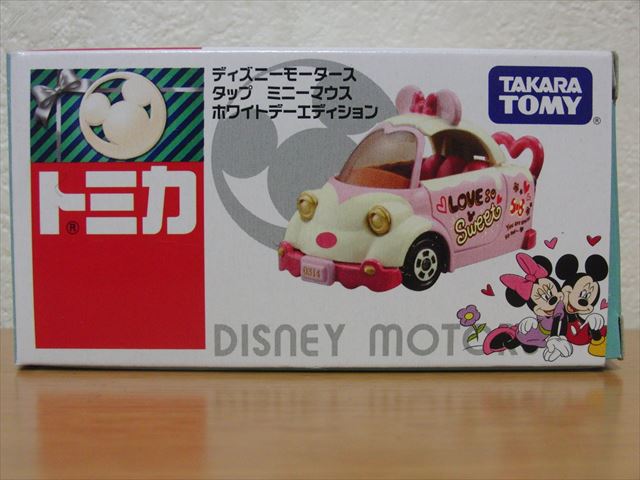 ディズニーモータース
タップ ミニーマウス
ホワイトデーエディション
TAKARA
TOMY
®
トミカ
®
LOVE so
Sweet
0314
DISNEY MOTOR